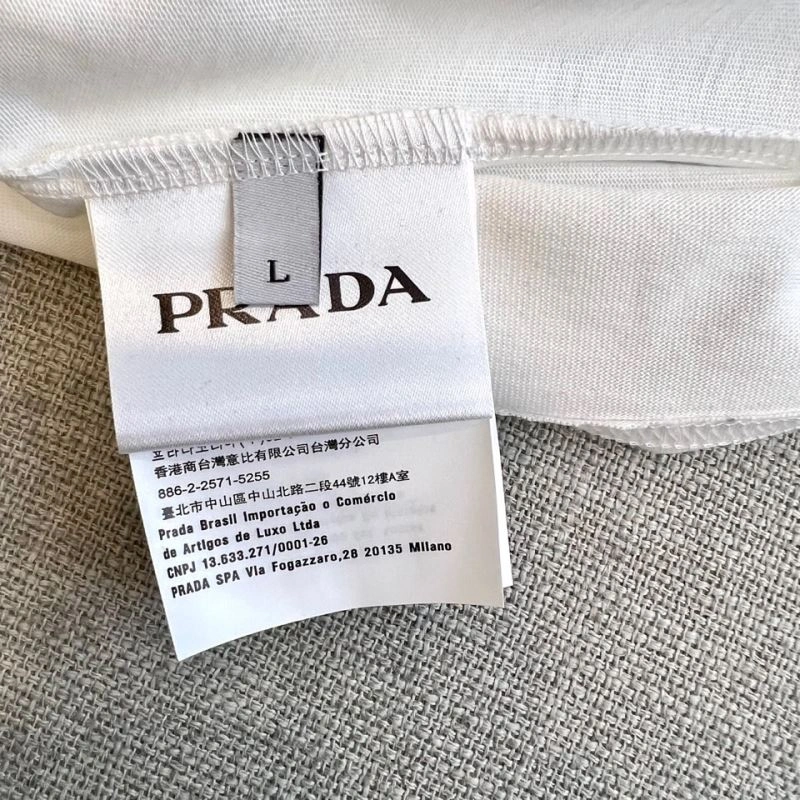 L
PRADA
香港商台灣意比有限公司台灣分公司
886-2-2571-5255
臺北市中山區中山北路二段44號12樓A室
Prada Brasil Importação o Comércio
de Artigos de Luxo Ltda
CNPJ 13.633.271/0001-26
PRADA SPA Via Fogazzaro,28 20135 Milano